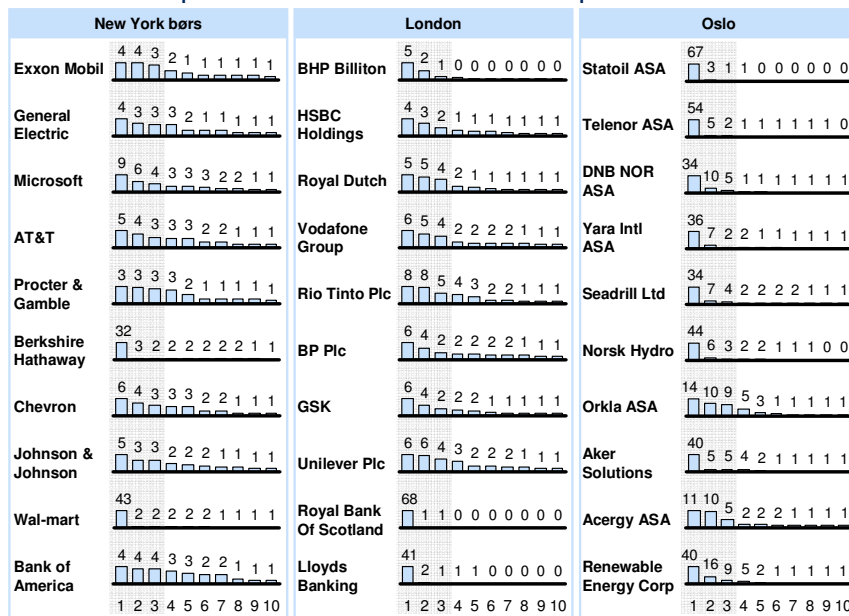 New York børs
Exxon Mobil
4 4 3 2 1 1 1 1 1 1
General
Electric
4 3 3 3 2 1 1 1 1 1
Microsoft
9 6 4 3 3 3 2 2 1 1
AT&T
5 4 3 3 3 2 2 1 1 1
Procter &
Gamble
3 3 3 3 2 1 1 1 1 1
Berkshire
Hathaway
32 3 2 2 2 2 2 2 1 1
Chevron
6 4 3 3 3 2 2 1 1 1
Johnson &
Johnson
5 3 3 2 2 2 1 1 1 1
Wal-mart
43 2 2 2 2 2 1 1 1 1
Bank of
America
4 4 4 3 3 2 2 1 1 1
1 2 3 4 5 6 7 8 9 10
London
BHP Billiton
5 2 1 0 0 0 0 0 0 0
HSBC
Holdings
4 3 2 1 1 1 1 1 1 1
Royal Dutch
5 5 4 2 1 1 1 1 1 1
Vodafone
Group
6 5 4 2 2 2 2 1 1 1
Rio Tinto Plc
8 8 5 4 3 2 2 1 1 1
BP Plc
6 4 2 2 2 2 2 1 1 1
GSK
6 4 2 2 2 1 1 1 1 1
Unilever Plc
6 6 4 3 2 2 2 1 1 1
Royal Bank
Of Scotland
68 1 1 0 0 0 0 0 0 0
Lloyds
Banking
41 2 1 1 0 0 0 0 0 0
1 2 3 4 5 6 7 8 9 10
Oslo
Statoil ASA
67 3 1 1 0 0 0 0 0 0
Telenor ASA
54 5 2 1 1 1 1 1 1 0
DNB NOR
ASA
34 10 5 1 1 1 1 1 1 1
Yara Intl
ASA
36 7 2 2 1 1 1 1 1 1
Seadrill Ltd
34 7 4 2 2 2 2 1 1 1
Norsk Hydro
44 6 3 2 2 1 1 1 0 0
Orkla ASA
14 10 9 5 3 1 1 1 1 1
Aker
Solutions
40 5 5 4 2 1 1 1 1 1
Acergy ASA
11 10 5 2 2 2 1 1 1 1
Renewable
Energy Corp
40 16 9 5 2 1 1 1 1 1
1 2 3 4 5 6 7 8 9 10